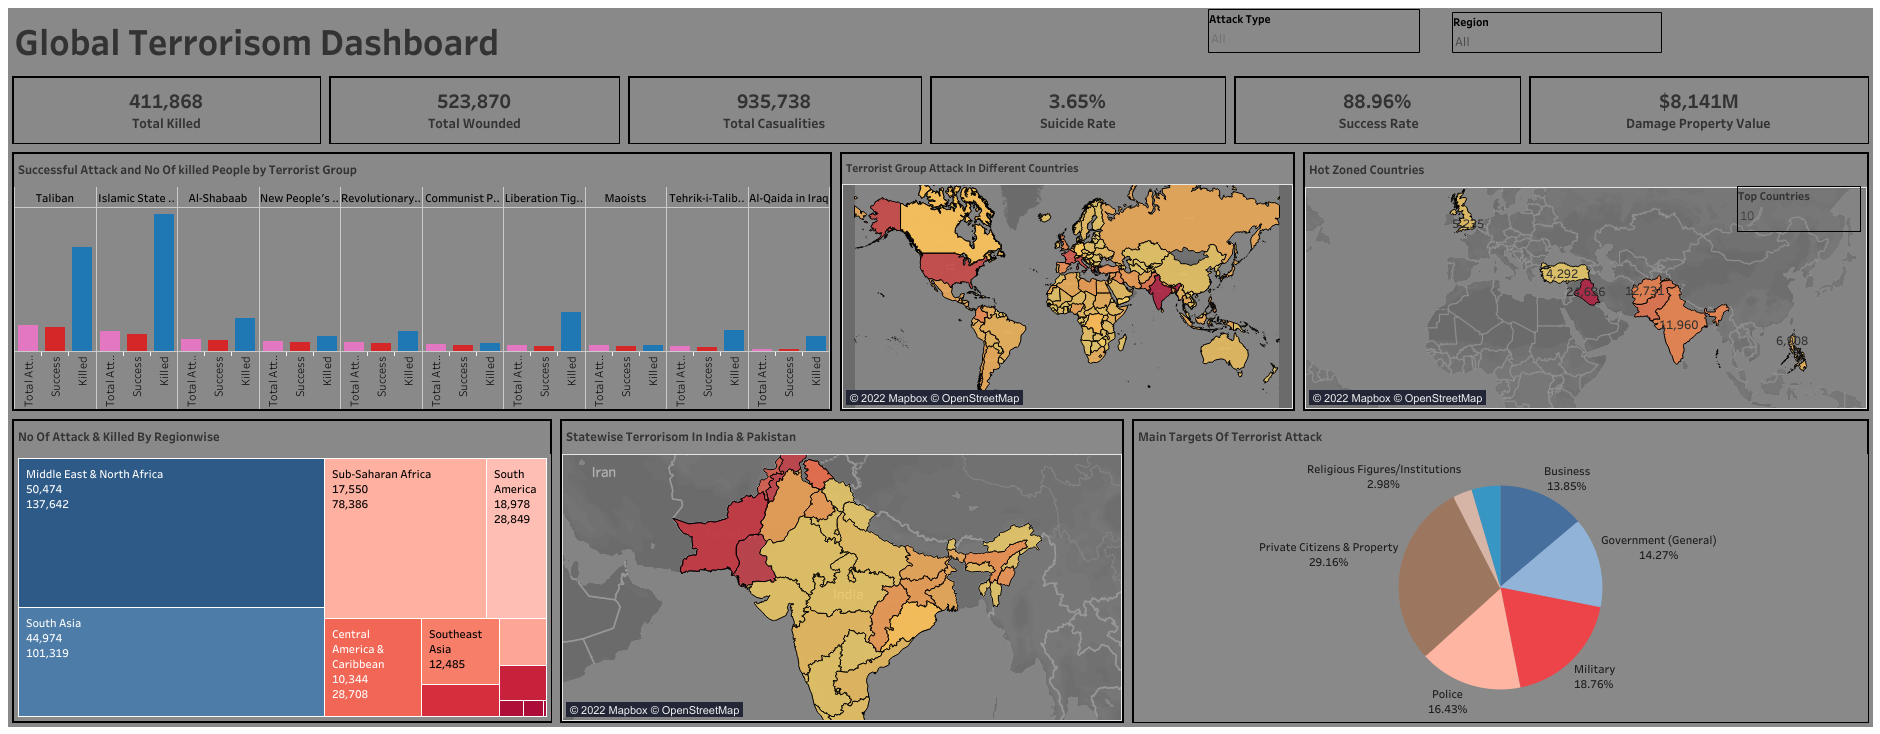 Global Terrorisom Dashboard
Attack Type
All
Region
All
411,868
Total Killed
523,870
Total Wounded
935,738
Total Casualities
3.65%
Suicide Rate
88.96%
Success Rate
$8,141M
Damage Property Value
Successful Attack and No Of killed People by Terrorist Group
Taliban
Islamic State ..
Al-Shabaab
New People's ..
Revolutionary..
Communist P..
Liberation Tig..
Maoists
Tehrik-i-Talib..
Al-Qaida in Iraq
Total Att..
Success
Killed
Total Att..
Success
Killed
Total Att..
Success
Killed
Total Att..
Success
Killed
Total Att..
Success
Killed
Total Att..
Success
Killed
Total Att..
Success
Killed
Total Att..
Success
Killed
Total Att..
Success
Killed
Total Att..
Success
Killed
Terrorist Group Attack In Different Countries
© 2022 Mapbox © OpenStreetMap
Hot Zoned Countries
Top Countries
10
4,292
12,731
11,960
© 2022 Mapbox © OpenStreetMap
No Of Attack & Killed By Regionwise
Middle East & North Africa
50,474
137,642
South Asia
44,974
101,319
Sub-Saharan Africa
17,550
78,386
South
America
18,978
28,849
Central
America &
Caribbean
10,344
28,708
Southeast
Asia
12,485
Statewise Terrorisom In India & Pakistan
Iran
India
© 2022 Mapbox © OpenStreetMap
Main Targets Of Terrorist Attack
Religious Figures/Institutions
2.98%
Business
13.85%
Government (General)
14.27%
Private Citizens & Property
29.16%
Military
18.76%
Police
16.43%